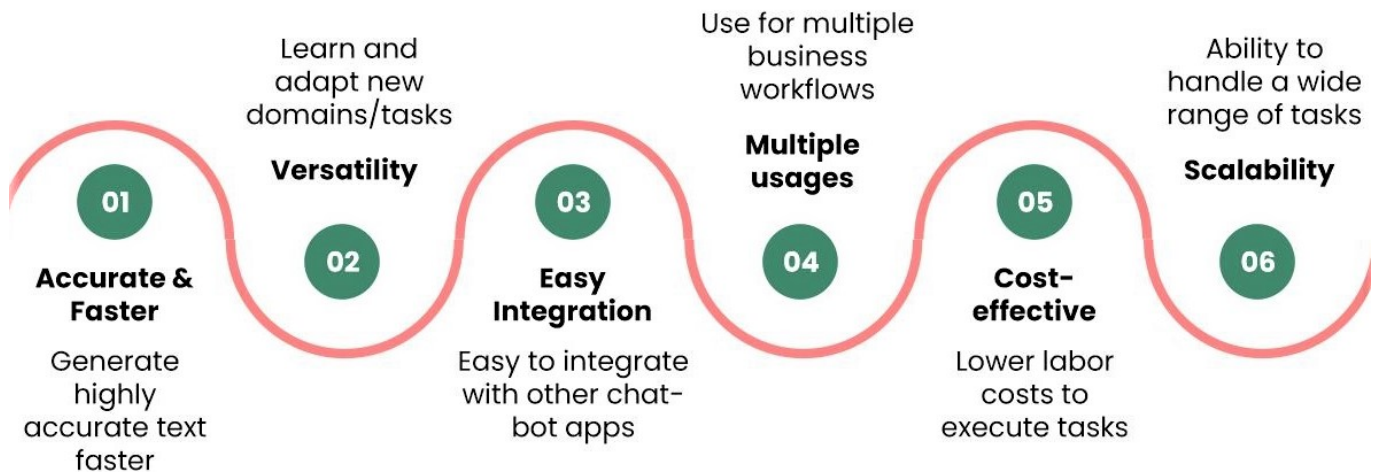 01
Accurate &
Faster
Generate
highly
accurate text
faster
Learn and
adapt new
domains/tasks
Versatility
02
03
Easy
Integration
Easy to integrate
with other chat-
bot apps
Use for multiple
business
workflows
Multiple
usages
04
05
Cost-
effective
Lower labor
costs to
execute tasks
Ability to
handle a wide
range of tasks
Scalability
06